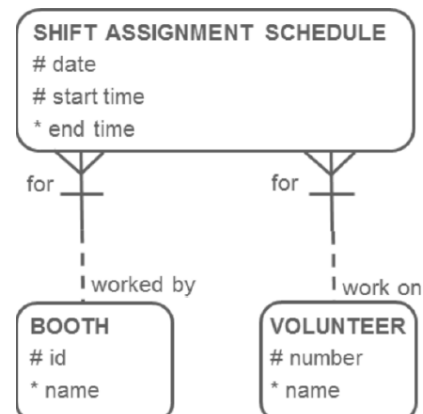 SHIFT ASSIGNMENT SCHEDULE
# date
# start time
* end time
for
for
worked by
work on
BOOTH
# id
* name
VOLUNTEER
# number
* name